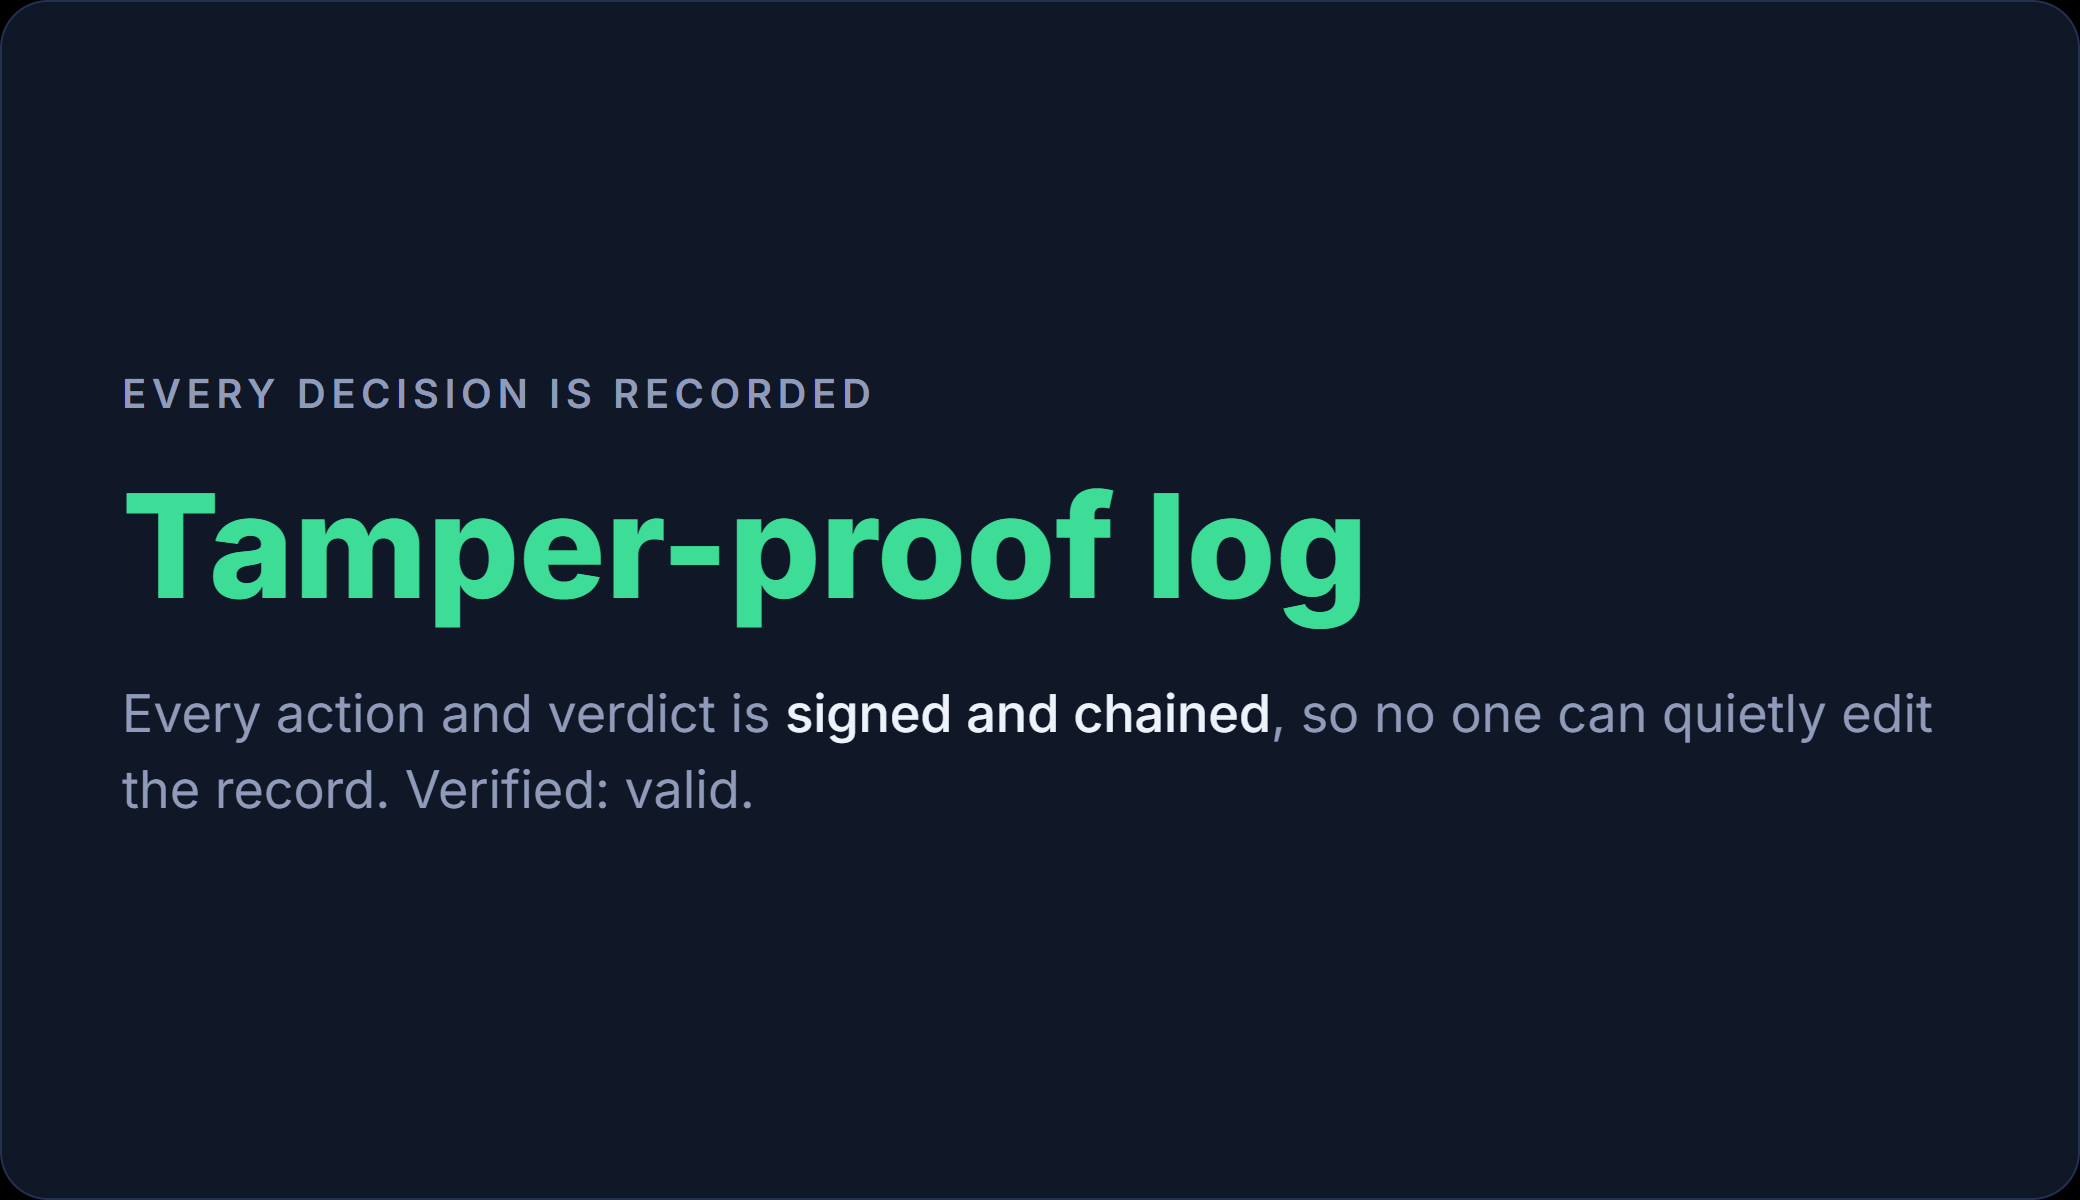 EVERY DECISION IS RECORDED
Tamper-proof log
Every action and verdict is signed and chained, so no one can quietly edit
the record. Verified: valid.